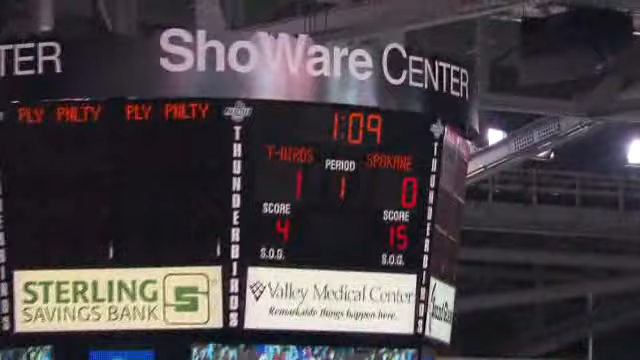 TER
ShoWare CENTER
PLY PNLTY PLY PNLTY
1:09
T-BIRDS PERIOD SPOKANE
1 1 0
SCORE SCORE
4 15
S.O.G. S.O.G.
THUNDERBIRDS
THUNDERBIRDS
STERLING
SAVINGS BANK
S
Valley Medical Center
Remarkable things happen here.